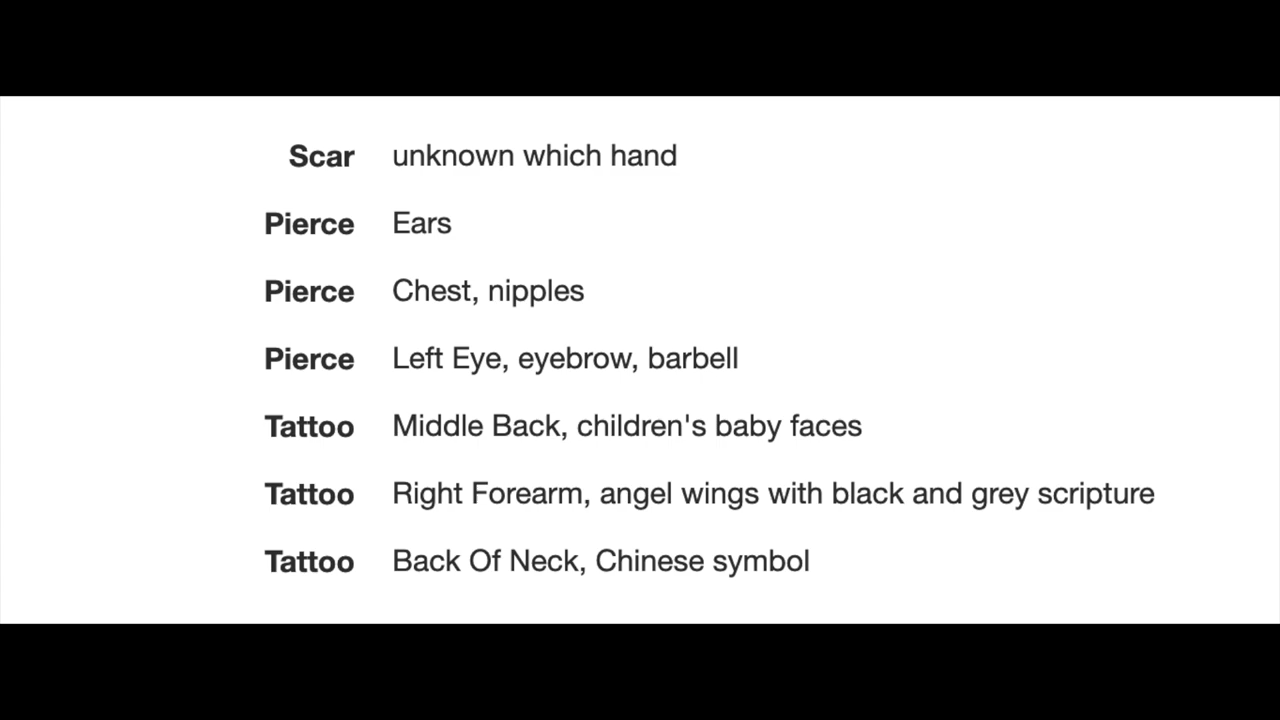 Scar unknown which hand
Pierce Ears
Pierce Chest, nipples
Pierce Left Eye, eyebrow, barbell
Tattoo Middle Back, children's baby faces
Tattoo Right Forearm, angel wings with black and grey scripture
Tattoo Back Of Neck, Chinese symbol